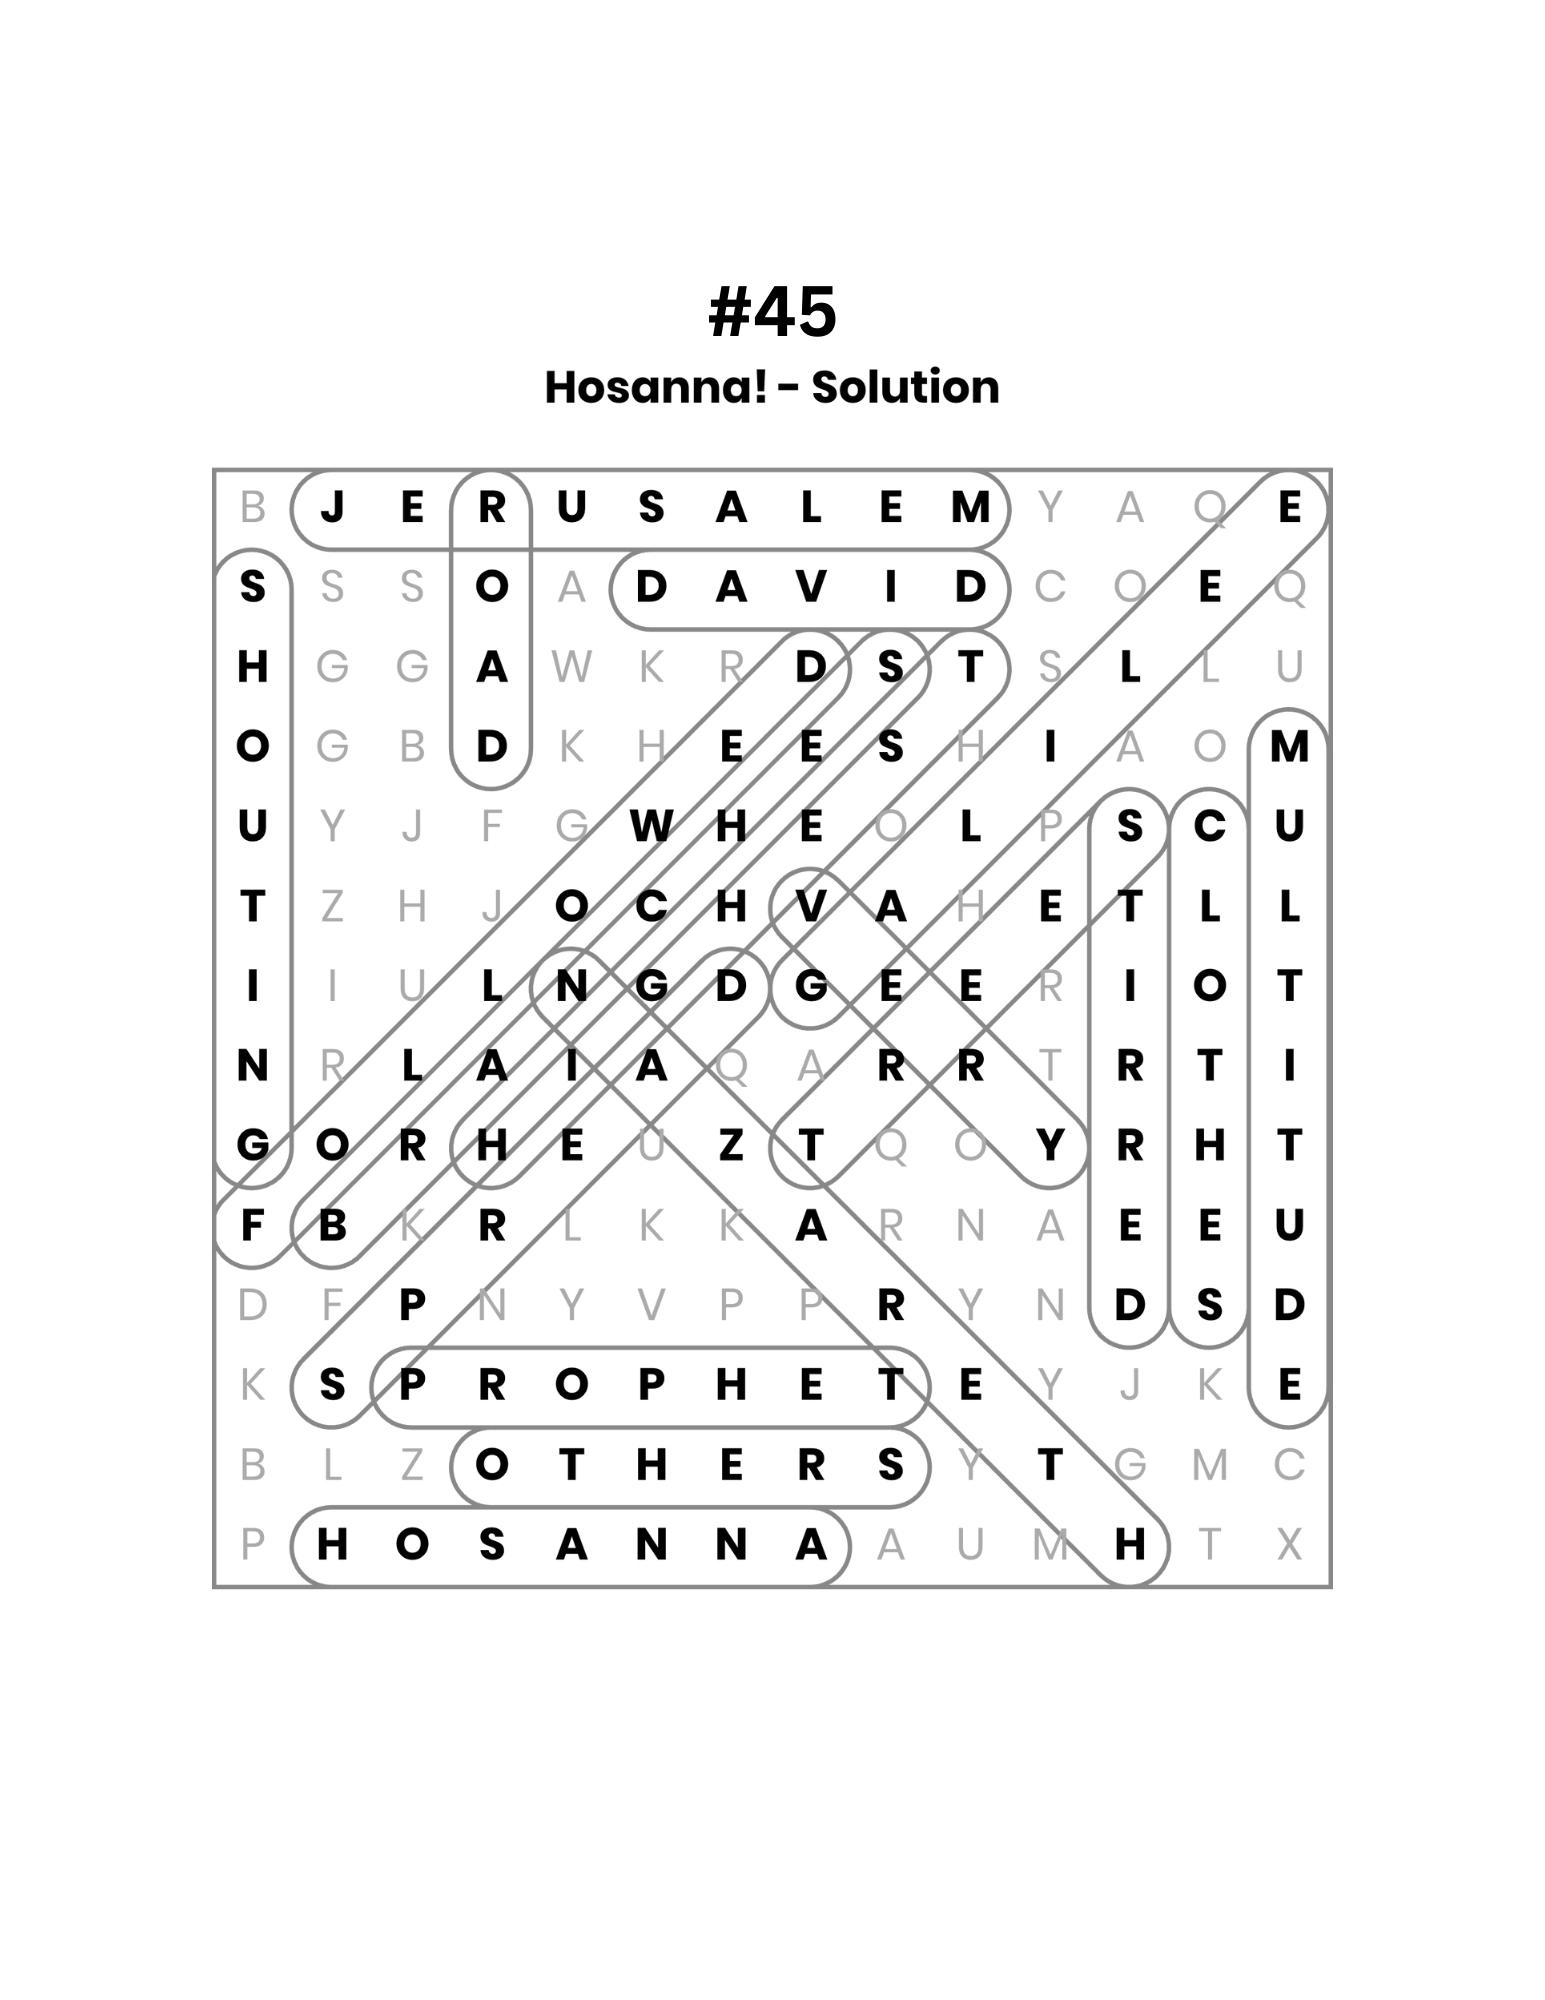 #45
Hosanna! - Solution
B J E R U S A L E M Y A Q E
S S S O A D A V I D C O E Q
H G G A W K R D S T S L L U
O G B D K H E E S H I A O M
U Y J F G W H E O L P S C U
T Z H J O C H V A H E T L L
I I U L N G D G E E R I O T
N R L A I A Q A R R T R T I
G O R H E U Z T Q O Y R H T
F B K R L K K A R N A E E U
D F P N Y V P P R Y N D S D
K S P R O P H E T E Y J K E
B L Z O T H E R S Y T G M C
P H O S A N N A A U M H T X